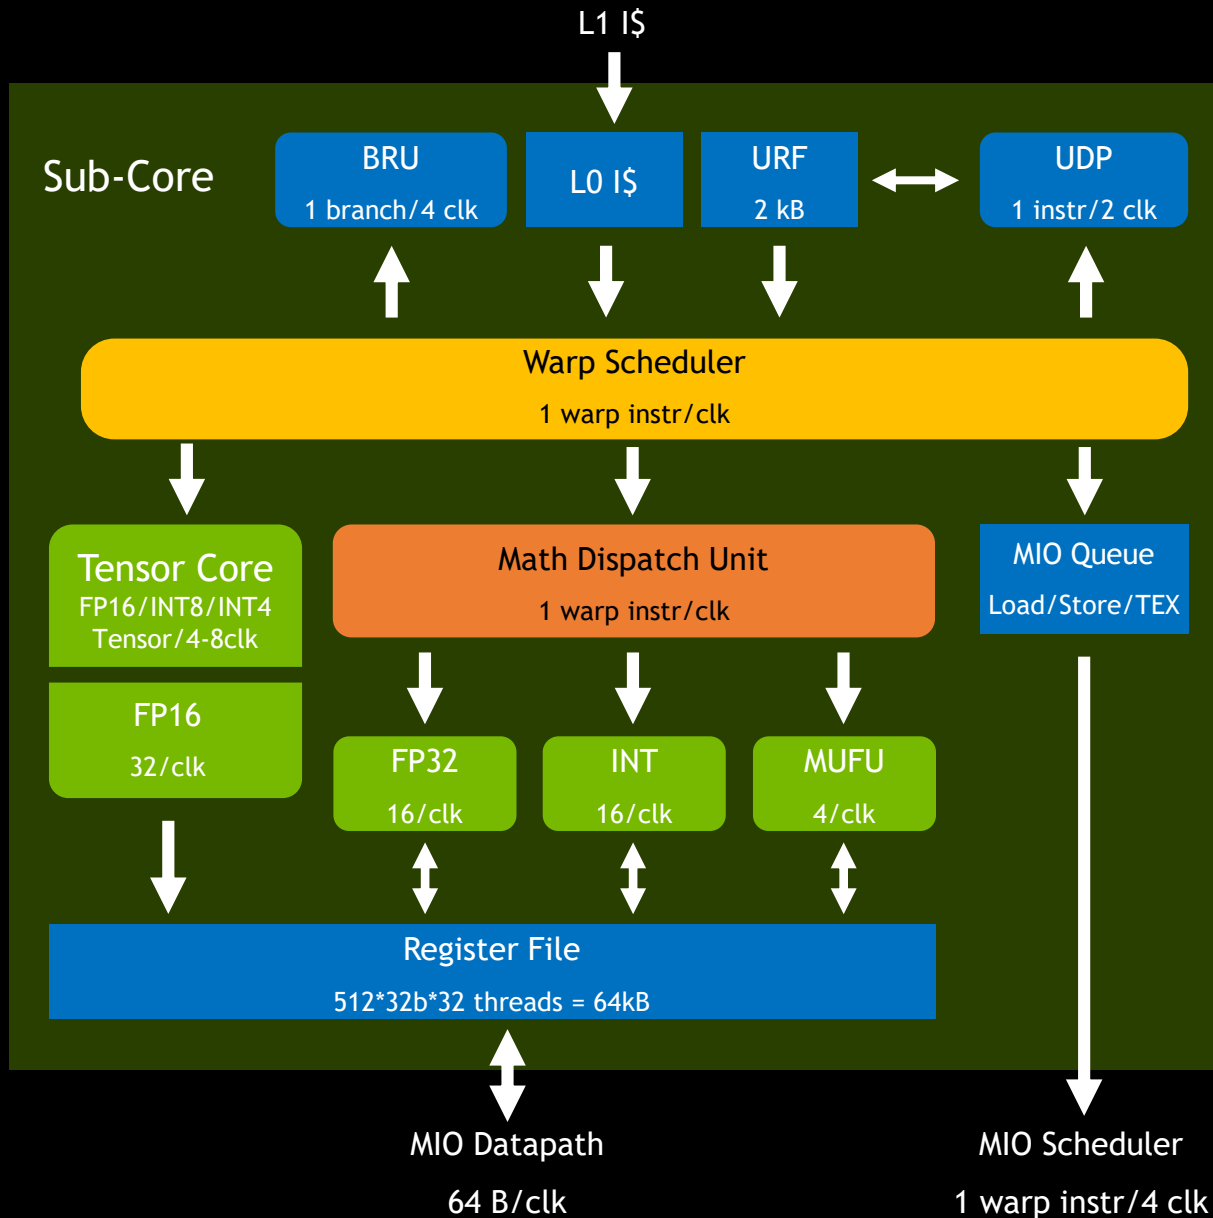 L1 I$
Sub-Core
BRU
1 branch/4 clk
L0 I$
URF
2 kB
UDP
1 instr/2 clk
Warp Scheduler
1 warp instr/clk
Tensor Core
FP16/INT8/INT4
Tensor/4-8clk
FP16
32/clk
Math Dispatch Unit
1 warp instr/clk
MIO Queue
Load/Store/TEX
FP32
16/clk
INT
16/clk
MUFU
4/clk
Register File
512*32b*32 threads = 64kB
MIO Datapath
64 B/clk
MIO Scheduler
1 warp instr/4 clk